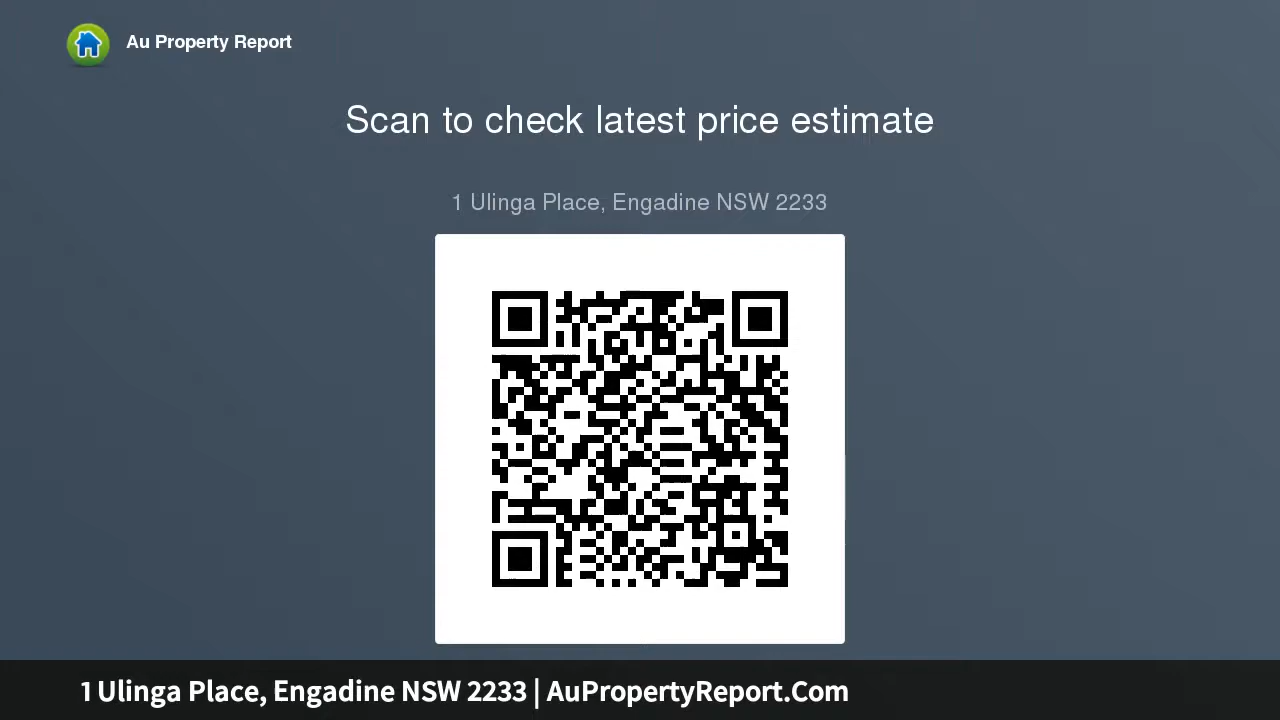 Au Property Report
Scan to check latest price estimate
1 Ulinga Place, Engadine NSW 2233
1 Ulinga Place, Engadine NSW 2233 | AuPropertyReport.Com